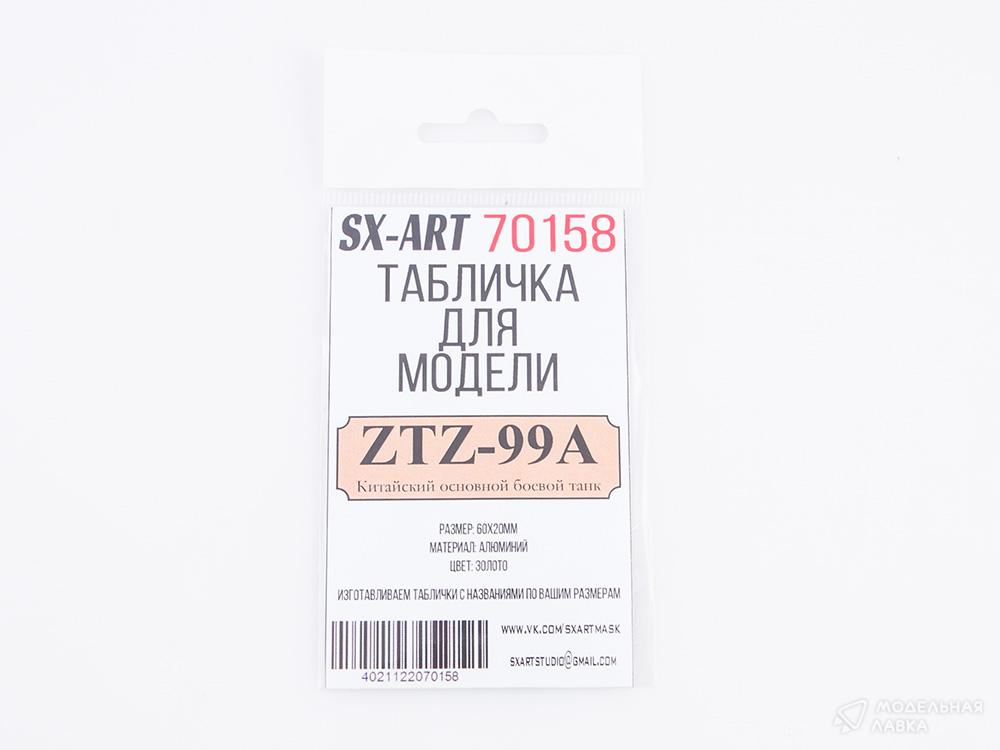 SX-ART 70158
ТАБЛИЧКА
ДЛЯ
МОДЕЛИ
ZTZ-99A
Китайский основной боевой танк
РАЗМЕР: 60Х20ММ
МАТЕРИАЛ: АЛЮМИНИЙ
ЦВЕТ: ЗОЛОТО
ИЗГОТАВЛИВАЕМ ТАБЛИЧКИ С НАЗВАНИЯМИ ПО ВАШИМ РАЗМЕРАМ
WWW.VK.COM/SXARTMASK
SXARTSTUDIO@GMAIL.COM
4021122070158
МОДЕЛЬНАЯ
ЛАВКА